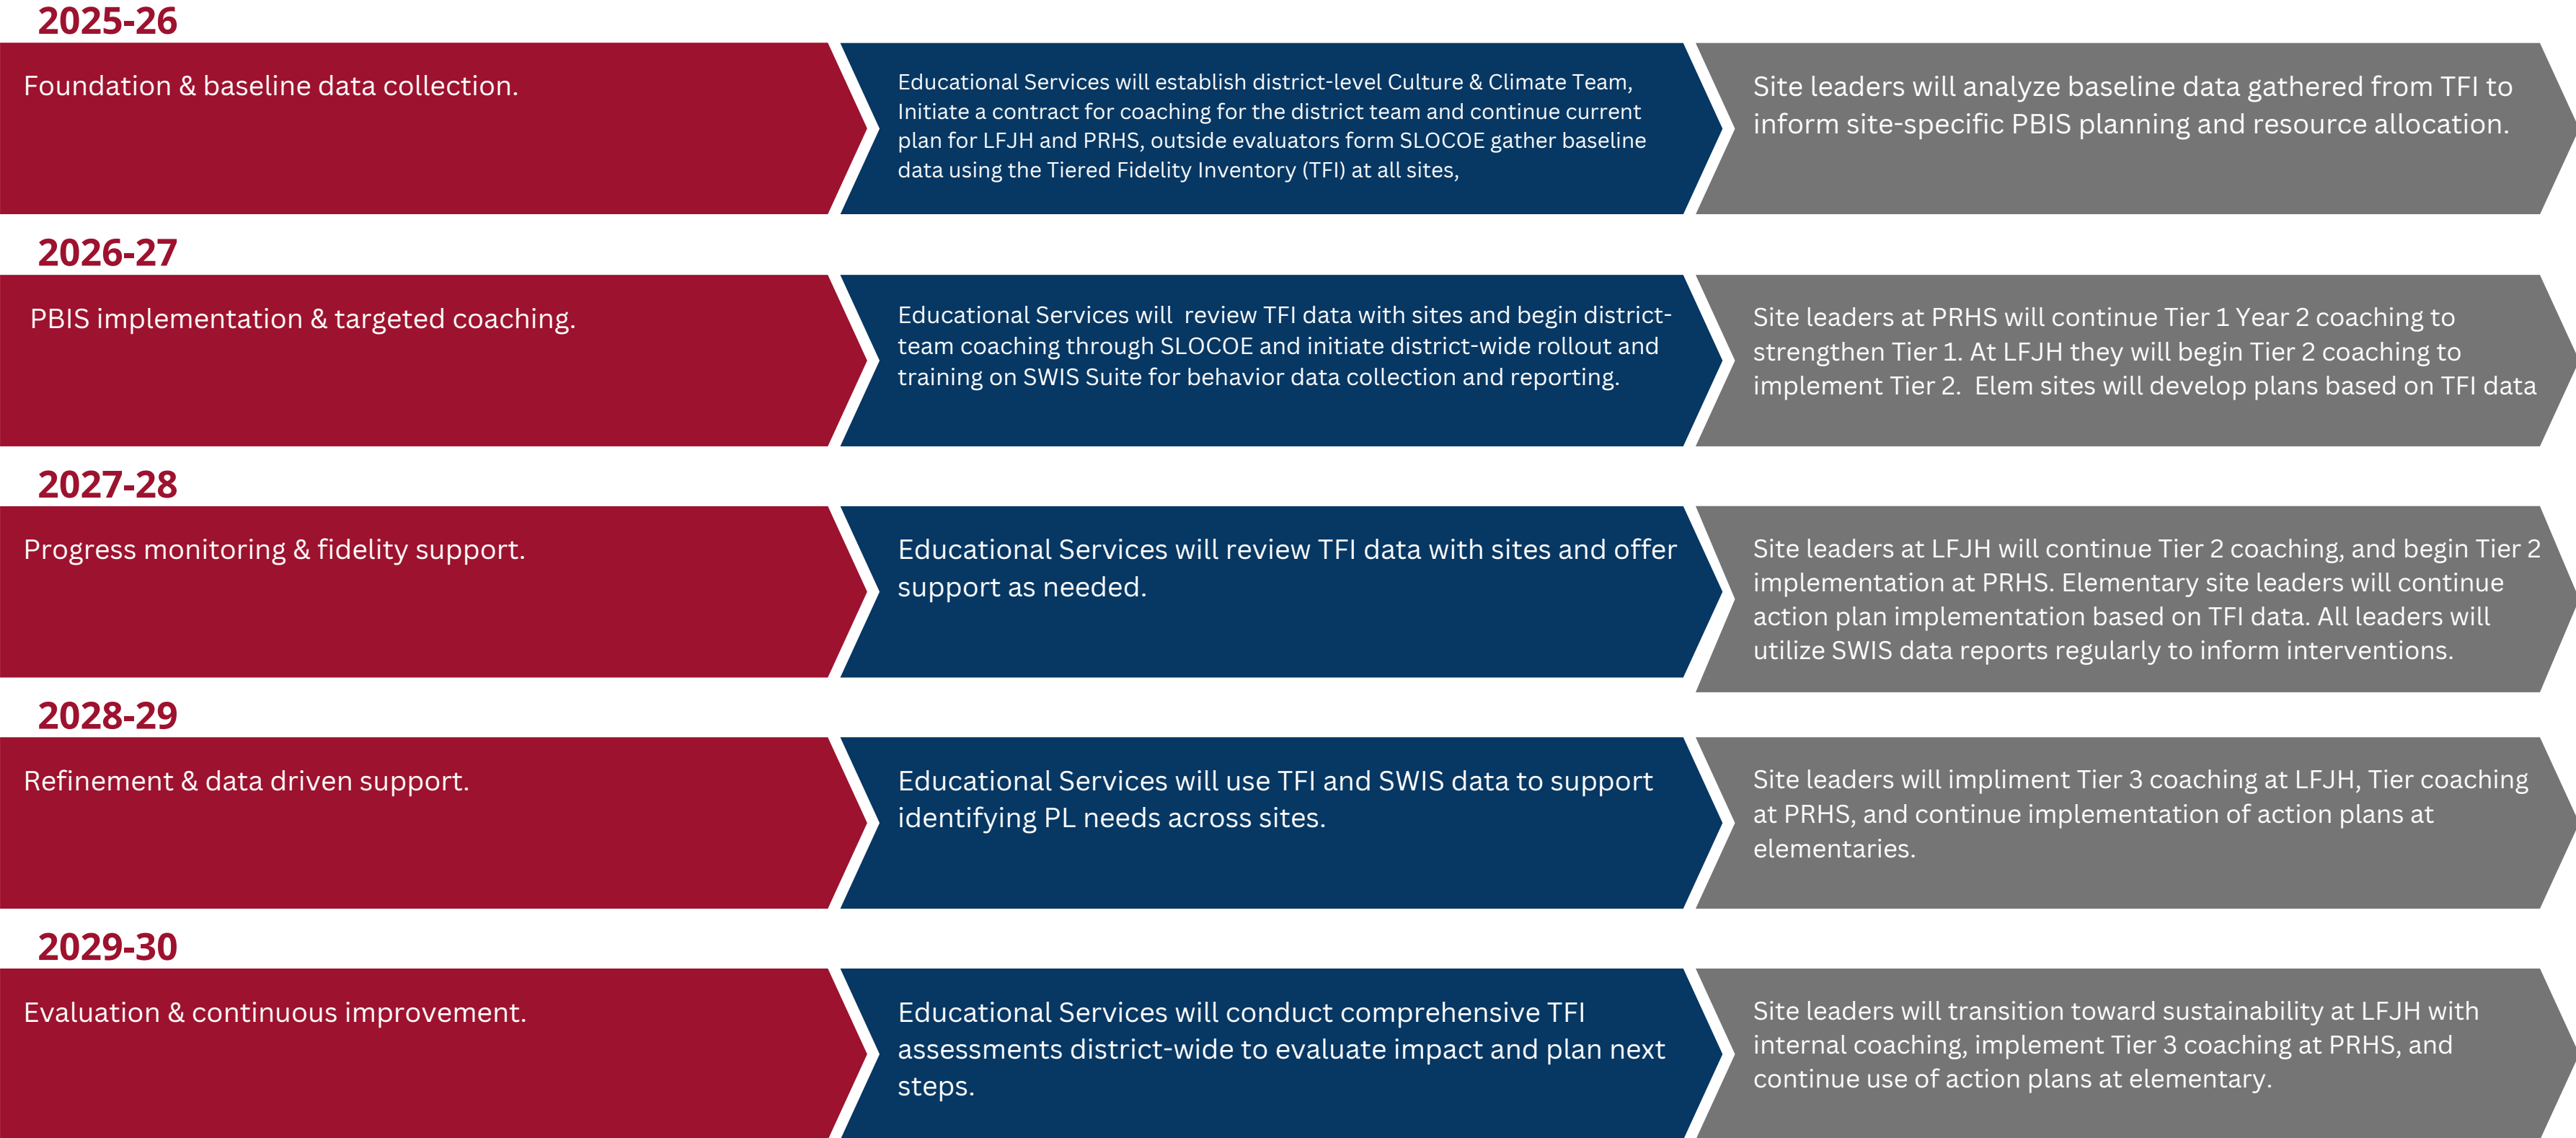 2025-26
Foundation & baseline data collection.
Educational Services will establish district-level Culture & Climate Team,
Initiate a contract for coaching for the district team and continue current
plan for LFJH and PRHS, outside evaluators form SLOCOE gather baseline
data using the Tiered Fidelity Inventory (TFI) at all sites,
Site leaders will analyze baseline data gathered from TFI to
inform site-specific PBIS planning and resource allocation.
2026-27
PBIS implementation & targeted coaching.
Educational Services will review TFI data with sites and begin district-
team coaching through SLOCOE and initiate district-wide rollout and
training on SWIS Suite for behavior data collection and reporting.
Site leaders at PRHS will continue Tier 1 Year 2 coaching to
strengthen Tier 1. At LFJH they will begin Tier 2 coaching to
implement Tier 2. Elem sites will develop plans based on TFI data
2027-28
Progress monitoring & fidelity support.
Educational Services will review TFI data with sites and offer
support as needed.
Site leaders at LFJH will continue Tier 2 coaching, and begin Tier 2
implementation at PRHS. Elementary site leaders will continue
action plan implementation based on TFI data. All leaders will
utilize SWIS data reports regularly to inform interventions.
2028-29
Refinement & data driven support.
Educational Services will use TFI and SWIS data to support
identifying PL needs across sites.
Site leaders will impliment Tier 3 coaching at LFJH, Tier coaching
at PRHS, and continue implementation of action plans at
elementaries.
2029-30
Evaluation & continuous improvement.
Educational Services will conduct comprehensive TFI
assessments district-wide to evaluate impact and plan next
steps.
Site leaders will transition toward sustainability at LFJH with
internal coaching, implement Tier 3 coaching at PRHS, and
continue use of action plans at elementary.